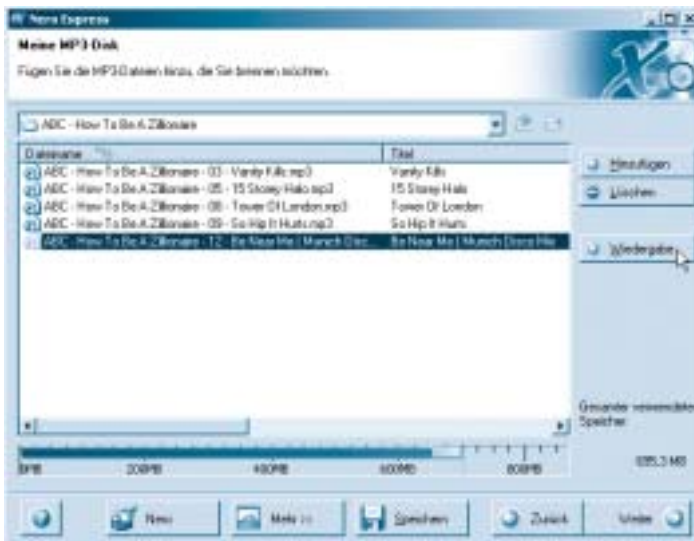 Nero Express
Meine MP3-Disk
Fügen Sie die MP3-Dateien hinzu, die Sie brennen möchten.
ABC - How To Be A Zillionaire
Dateiname Titel
ABC - How To Be A Zillionaire - 03 - Vanity Kills.mp3 Vanity Kills
ABC - How To Be A Zillionaire - 05 - 15 Storey Halo.mp3 15 Storey Halo
ABC - How To Be A Zillionaire - 08 - Tower Of London.mp3 Tower Of London
ABC - How To Be A Zillionaire - 09 - So Hip It Hurts.mp3 So Hip It Hurts
ABC - How To Be A Zillionaire - 12 - Be Near Me (Munich Disc... Be Near Me (Munich Disco Mix
Hinzufügen
Löschen
Wiedergabe
Gesamter verwendeter
Speicher:
695.3 MB
0MB 200MB 400MB 600MB 800MB
Nero Mehr >> Speichern Zurück Weiter